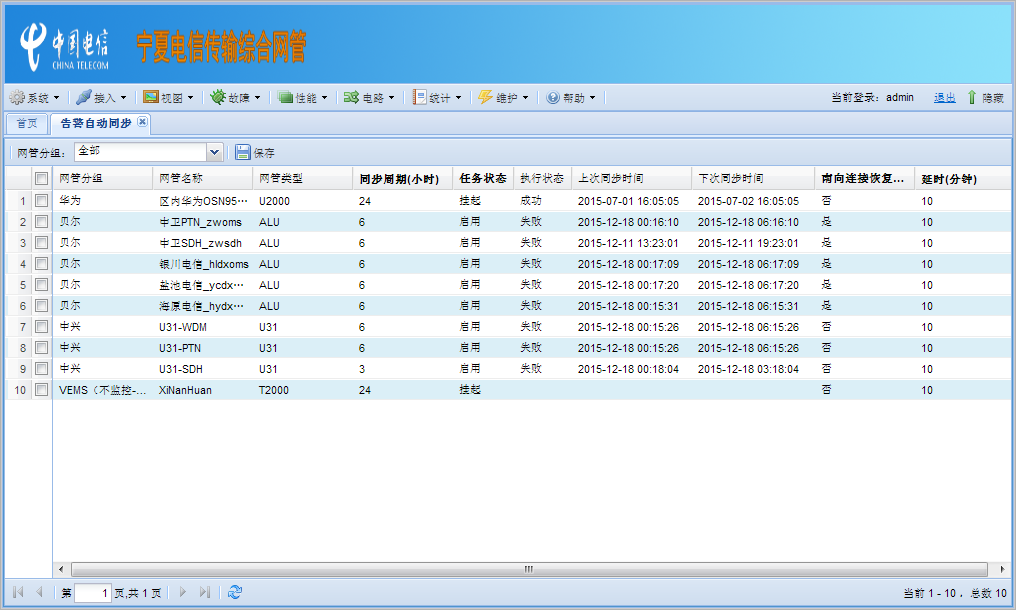 中国电信 宁夏电信传输综合网管
CHINA TELECOM
系统 接入 视图 故障 性能 电路 统计 维护 帮助 当前登录: admin 退出 隐藏
首页 告警自动同步
网管分组: 全部 保存
网管分组 网管名称 网管类型 同步周期(小时) 任务状态 执行状态 上次同步时间 下次同步时间 南向连接恢复... 延时(分钟)
1 华为 区内华为OSN95… U2000 24 挂起 成功 2015-07-01 16:05:05 2015-07-02 16:05:05 否 10
2 贝尔 中卫PTN_zwoms ALU 6 启用 失败 2015-12-18 00:16:10 2015-12-18 06:16:10 是 10
3 贝尔 中卫SDH_zwsdh ALU 6 启用 失败 2015-12-11 13:23:01 2015-12-11 19:23:01 是 10
4 贝尔 银川电信_hldxoms ALU 6 启用 失败 2015-12-18 00:17:09 2015-12-18 06:17:09 是 10
5 贝尔 盐池电信_ycdx… ALU 6 启用 失败 2015-12-18 00:17:20 2015-12-18 06:17:20 是 10
6 贝尔 海原电信_hydx… ALU 6 启用 失败 2015-12-18 00:15:31 2015-12-18 06:15:31 是 10
7 中兴 U31-WDM U31 6 启用 失败 2015-12-18 00:15:26 2015-12-18 06:15:26 否 10
8 中兴 U31-PTN U31 6 启用 失败 2015-12-18 00:15:26 2015-12-18 06:15:26 否 10
9 中兴 U31-SDH U31 3 启用 失败 2015-12-18 00:18:04 2015-12-18 03:18:04 否 10
10 VEMS（不监控-... XiNanHuan T2000 24 挂起 否 10
第 1 页,共 1 页 当前 1 - 10 ，总数 10